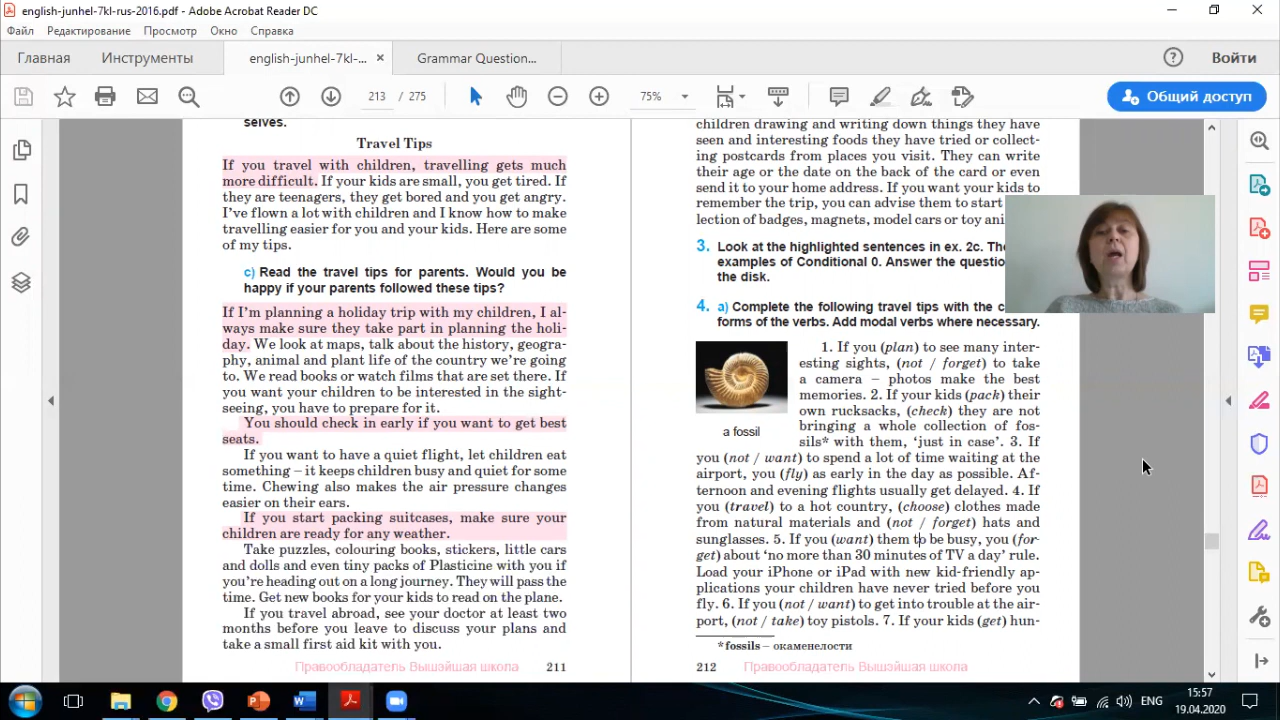 english-junhel-7kl-rus-2016.pdf - Adobe Acrobat Reader DC
Файл Редактирование Просмотр Окно Справка
Главная Инструменты english-junhel-7kl-... × Grammar Question... Войти
213 / 275 75% Общий доступ
selves.
Travel Tips
If you travel with children, travelling gets much
more difficult. If your kids are small, you get tired. If
they are teenagers, they get bored and you get angry.
I've flown a lot with children and I know how to make
travelling easier for you and your kids. Here are some
of my tips.
c) Read the travel tips for parents. Would you be
happy if your parents followed these tips?
If I'm planning a holiday trip with my children, I al-
ways make sure they take part in planning the holi-
day. We look at maps, talk about the history, geogra-
phy, animal and plant life of the country we're going
to. We read books or watch films that are set there. If
you want your children to be interested in the sight-
seeing, you have to prepare for it.
You should check in early if you want to get best
seats.
If you want to have a quiet flight, let children eat
something – it keeps children busy and quiet for some
time. Chewing also makes the air pressure changes
easier on their ears.
If you start packing suitcases, make sure your
children are ready for any weather.
Take puzzles, colouring books, stickers, little cars
and dolls and even tiny packs of Plasticine with you if
you're heading out on a long journey. They will pass the
time. Get new books for your kids to read on the plane.
If you travel abroad, see your doctor at least two
months before you leave to discuss your plans and
take a small first aid kit with you.
Правообладатель Вышэйшая школа 211
children drawing and writing down things they have
seen and interesting foods they have tried or collect-
ing postcards from places you visit. They can write
their age or the date on the back of the card or even
send it to your home address. If you want your kids to
remember the trip, you can advise them to start
lection of badges, magnets, model cars or toy ani
3. Look at the highlighted sentences in ex. 2c. The
examples of Conditional 0. Answer the questio
the disk.
4. a) Complete the following travel tips with the c
forms of the verbs. Add modal verbs where necessary.
1. If you (plan) to see many inter-
esting sights, (not / forget) to take
a camera – photos make the best
memories. 2. If your kids (pack) their
own rucksacks, (check) they are not
bringing a whole collection of fos-
sils* with them, 'just in case'. 3. If
a fossil
you (not / want) to spend a lot of time waiting at the
airport, you (fly) as early in the day as possible. Af-
ternoon and evening flights usually get delayed. 4. If
you (travel) to a hot country, (choose) clothes made
from natural materials and (not / forget) hats and
sunglasses. 5. If you (want) them to be busy, you (for-
get) about 'no more than 30 minutes of TV a day' rule.
Load your iPhone or iPad with new kid-friendly ap-
plications your children have never tried before you
fly. 6. If you (not / want) to get into trouble at the air-
port, (not / take) toy pistols. 7. If your kids (get) hun-
*fossils – окаменелости
212 Правообладатель Вышэйшая школа
ENG
15:57
19.04.2020